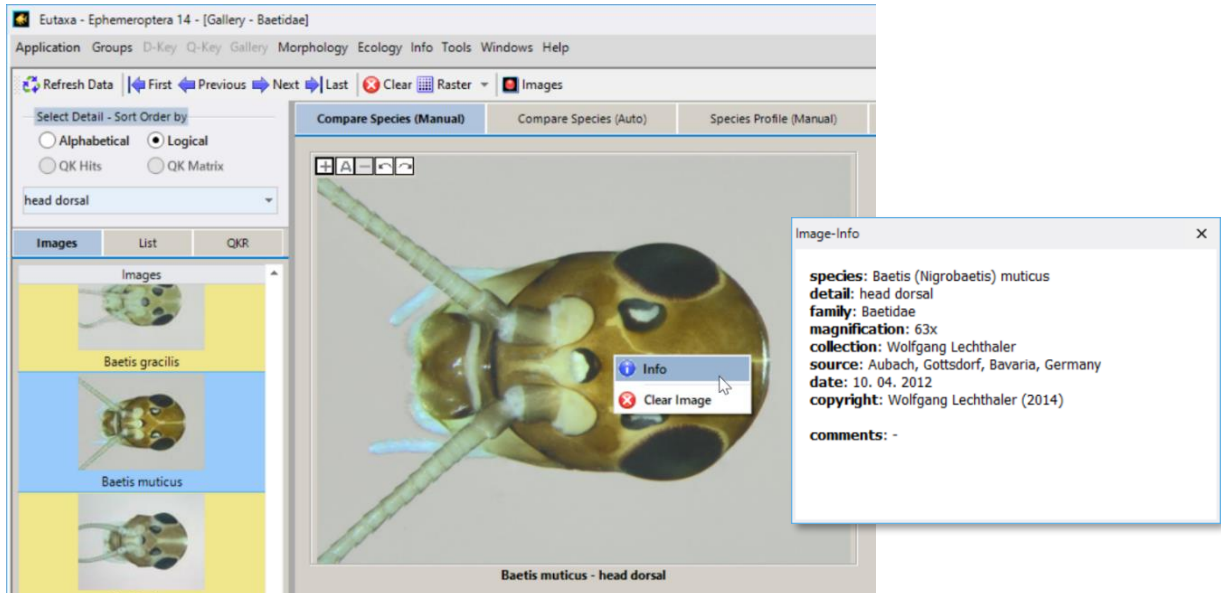 Eutaxa - Ephemeroptera 14 - [Gallery - Baetidae]
Application Groups D-Key Q-Key Gallery Morphology Ecology Info Tools Windows Help
Refresh Data First Previous Next Last Clear Raster Images
Select Detail - Sort Order by
Alphabetical Logical
QK Hits QK Matrix
head dorsal
Images List QKR
Images
Baetis gracilis
Baetis muticus
Compare Species (Manual) Compare Species (Auto) Species Profile (Manual)
A
Info
Clear Image
Baetis muticus - head dorsal
Image-Info
species: Baetis (Nigrobaetis) muticus
detail: head dorsal
family: Baetidae
magnification: 63x
collection: Wolfgang Lechthaler
source: Aubach, Gottsdorf, Bavaria, Germany
date: 10. 04. 2012
copyright: Wolfgang Lechthaler (2014)
comments: -